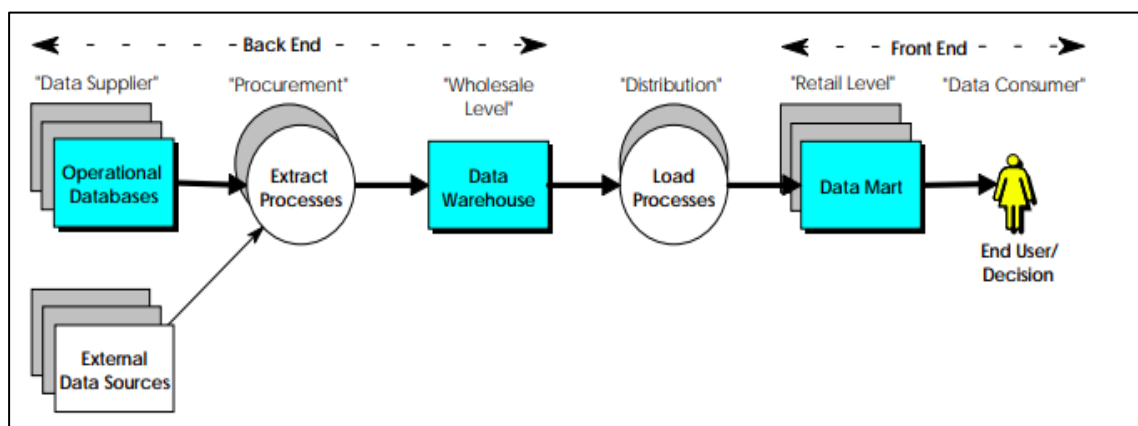 Back End
Front End
"Data Supplier"
"Procurement"
"Wholesale
Level"
"Distribution"
"Retail Level"
"Data Consumer"
Operational
Databases
Extract
Processes
Data
Warehouse
Load
Processes
Data Mart
End User/
Decision
External
Data Sources